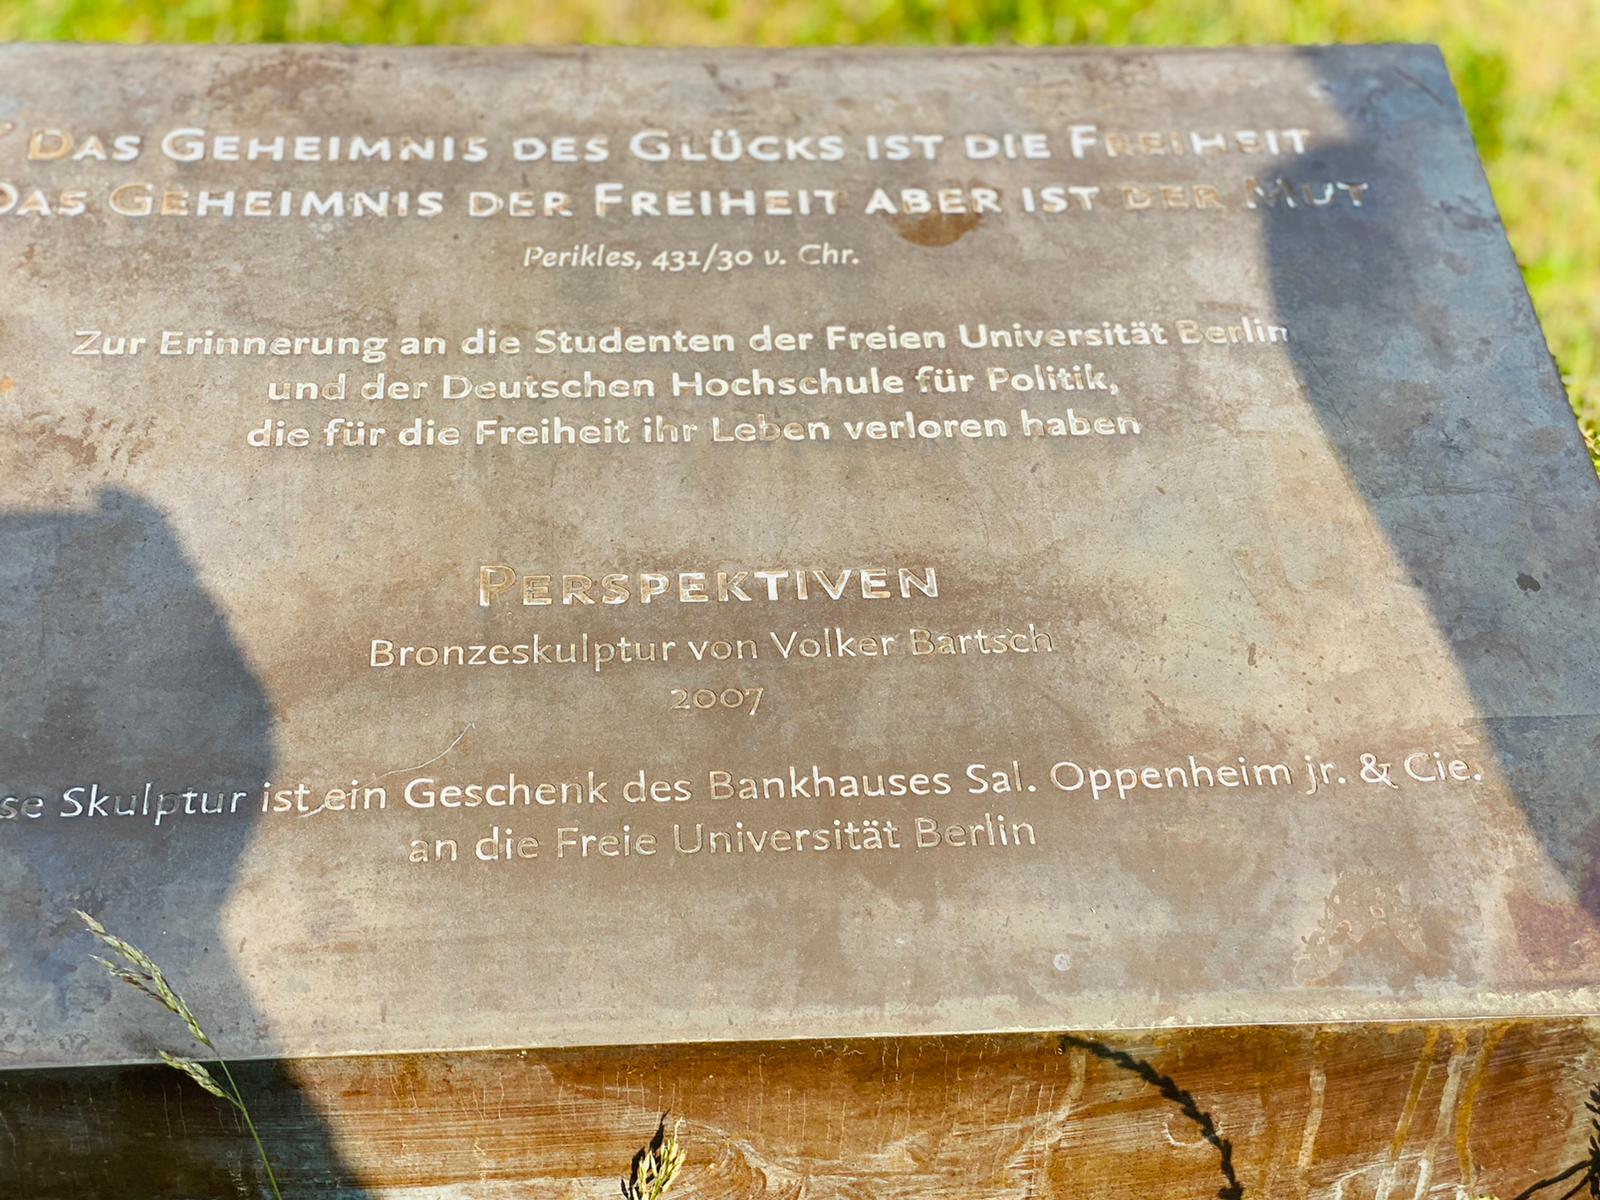 Das Geheimnis des Glücks ist die Freiheit
Das Geheimnis der Freiheit aber ist der Mut
Perikles, 431/30 v. Chr.
Zur Erinnerung an die Studenten der Freien Universität Berlin
und der Deutschen Hochschule für Politik,
die für die Freiheit ihr Leben verloren haben
Perspektiven
Bronzeskulptur von Volker Bartsch
2007
se Skulptur ist ein Geschenk des Bankhauses Sal. Oppenheim jr. & Cie.
an die Freie Universität Berlin